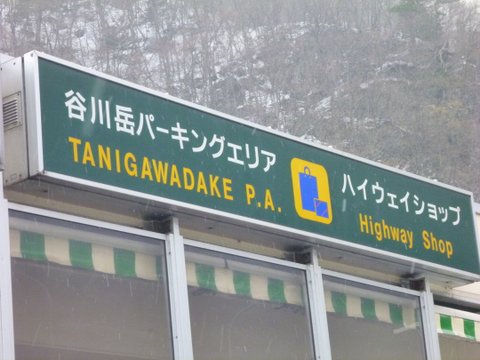 谷川岳パーキングエリア
TANIGAWADAKE P.A.
ハイウェイショップ
Highway Shop